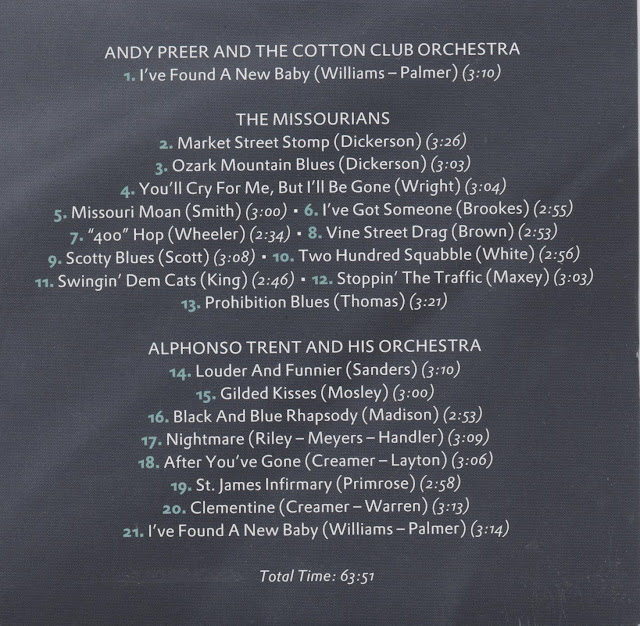 ANDY PREER AND THE COTTON CLUB ORCHESTRA
1. I've Found A New Baby (Williams – Palmer) (3:10)
THE MISSOURIANS
2. Market Street Stomp (Dickerson) (3:26)
3. Ozark Mountain Blues (Dickerson) (3:03)
4. You'll Cry For Me, But I'll Be Gone (Wright) (3:04)
5. Missouri Moan (Smith) (3:00) • 6. I've Got Someone (Brookes) (2:55)
7. "400" Hop (Wheeler) (2:34) • 8. Vine Street Drag (Brown) (2:53)
9. Scotty Blues (Scott) (3:08) • 10. Two Hundred Squabble (White) (2:56)
11. Swingin' Dem Cats (King) (2:46) • 12. Stoppin' The Traffic (Maxey) (3:03)
13. Prohibition Blues (Thomas) (3:21)
ALPHONSO TRENT AND HIS ORCHESTRA
14. Louder And Funnier (Sanders) (3:10)
15. Gilded Kisses (Mosley) (3:00)
16. Black And Blue Rhapsody (Madison) (2:53)
17. Nightmare (Riley – Meyers – Handler) (3:09)
18. After You've Gone (Creamer – Layton) (3:06)
19. St. James Infirmary (Primrose) (2:58)
20. Clementine (Creamer – Warren) (3:13)
21. I've Found A New Baby (Williams – Palmer) (3:14)
Total Time: 63:51